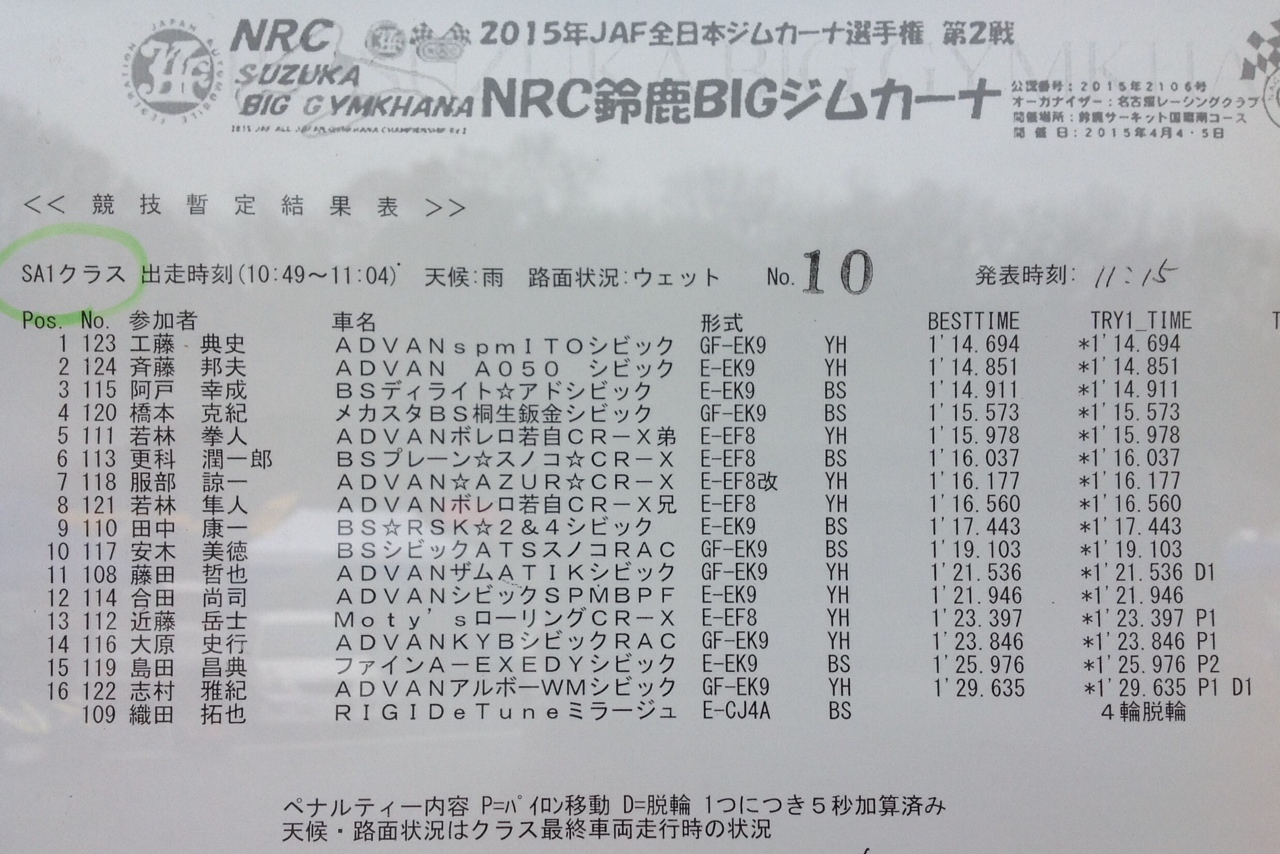 NRC 2015年JAF全日本ジムカーナ選手権 第2戦
SUZUKA
BIG GYMKHANA NRC鈴鹿BIGジムカーナ
2015 JAF ALL JAPAN GYMKHANA CHAMPIONSHIP Rd.2
公認番号：2015年2106号
オーガナイザー：名古屋レーシングクラブ
開催場所：鈴鹿サーキット国際南コース
開催日：2015年4月4・5日
<< 競技暫定結果表 >>
SA1クラス 出走時刻(10:49～11:04) 天候:雨 路面状況:ウェット No.10 発表時刻: 11:15
Pos. No. 参加者 車名 形式 BESTTIME TRY1_TIME T
1 123 工藤 典史 ＡＤＶＡＮｓｐｍＩＴＯシビック GF-EK9 YH 1'14.694 *1'14.694
2 124 斉藤 邦夫 ＡＤＶＡＮ Ａ０５０ シビック E-EK9 YH 1'14.851 *1'14.851
3 115 阿戸 幸成 ＢＳディライト☆アドシビック E-EK9 BS 1'14.911 *1'14.911
4 120 橋本 克紀 メカスタＢＳ桐生鈑金シビック GF-EK9 BS 1'15.573 *1'15.573
5 111 若林 拳人 ＡＤＶＡＮボレロ若自ＣＲ－Ｘ弟 E-EF8 YH 1'15.978 *1'15.978
6 113 更科 潤一郎 ＢＳプレーン☆スノコ☆ＣＲ－Ｘ E-EF8 BS 1'16.037 *1'16.037
7 118 服部 諒一 ＡＤＶＡＮ☆ＡＺＵＲ☆ＣＲ－Ｘ E-EF8改 YH 1'16.177 *1'16.177
8 121 若林 隼人 ＡＤＶＡＮボレロ若自ＣＲ－Ｘ兄 E-EF8 YH 1'16.560 *1'16.560
9 110 田中 康一 ＢＳ☆ＲＳＫ☆２＆４シビック E-EK9 BS 1'17.443 *1'17.443
10 117 安木 美徳 ＢＳシビックＡＴＳスノコＲＡＣ GF-EK9 BS 1'19.103 *1'19.103
11 108 藤田 哲也 ＡＤＶＡＮザムＡＴＩＫシビック GF-EK9 YH 1'21.536 *1'21.536 D1
12 114 合田 尚司 ＡＤＶＡＮシビックＳＰＭＢＰＦ E-EK9 YH 1'21.946 *1'21.946
13 112 近藤 岳士 Ｍｏｔｙ'ｓローリングＣＲ－Ｘ E-EF8 YH 1'23.397 *1'23.397 P1
14 116 大原 史行 ＡＤＶＡＮＫＹＢシビックＲＡＣ GF-EK9 YH 1'23.846 *1'23.846 P1
15 119 島田 昌典 ファインＡ－ＥＸＥＤＹシビック E-EK9 BS 1'25.976 *1'25.976 P2
16 122 志村 雅紀 ＡＤＶＡＮアルボーＷＭシビック GF-EK9 YH 1'29.635 *1'29.635 P1 D1
109 織田 拓也 ＲＩＧＩＤｅＴｕｎｅミラージュ E-CJ4A BS ４輪脱輪
ペナルティー内容 P=ﾊﾟｲﾛﾝ移動 D=脱輪 1つにつき５秒加算済み
天候・路面状況はクラス最終車両走行時の状況